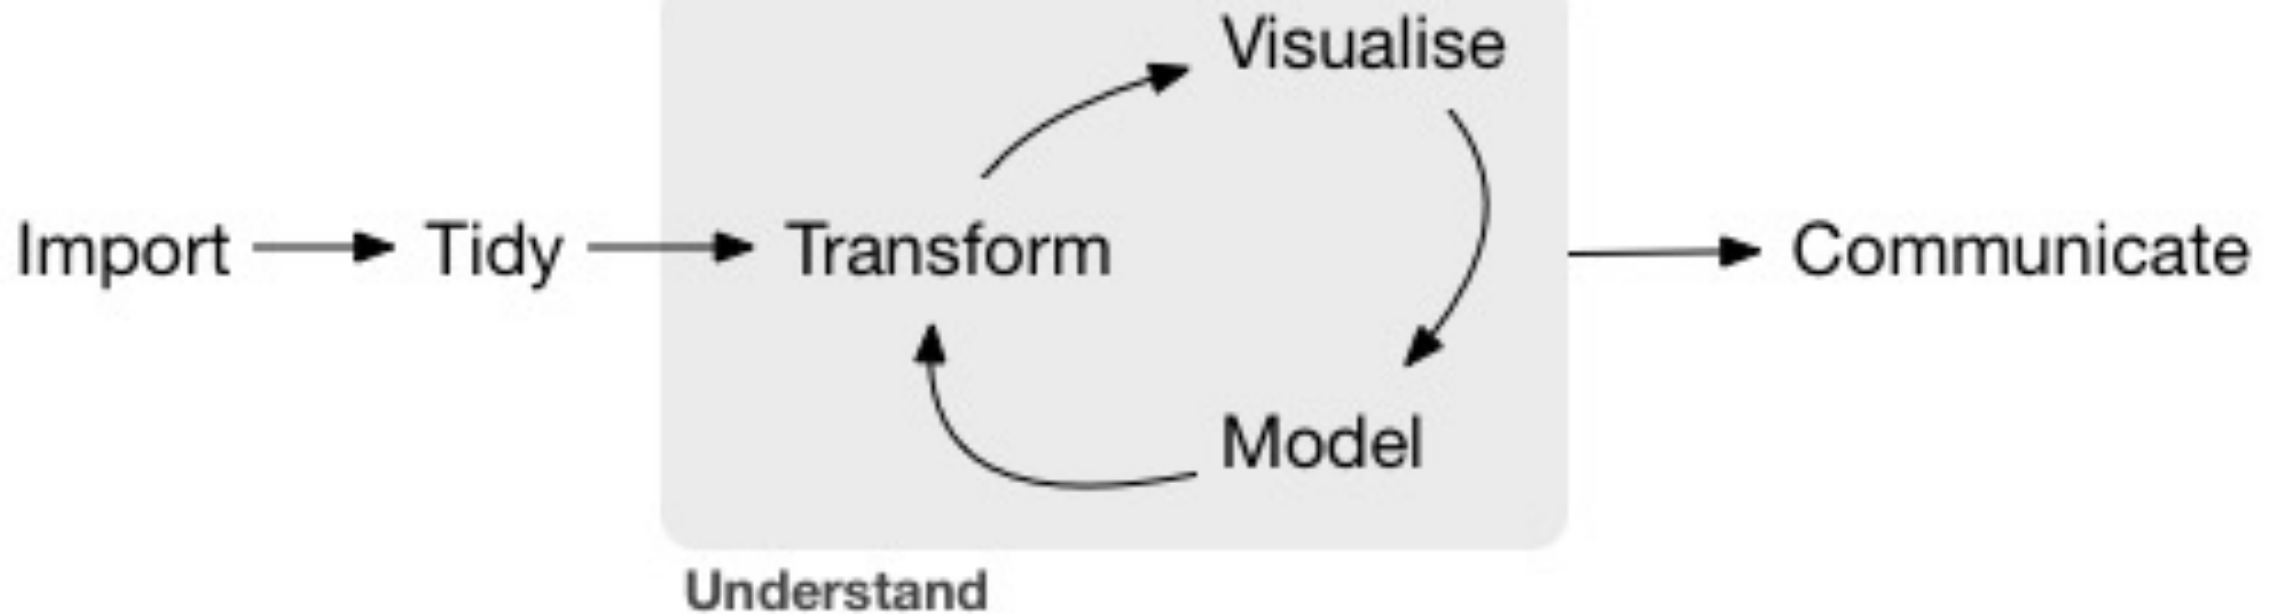 Visualise
Import Tidy Transform Communicate
Model
Understand